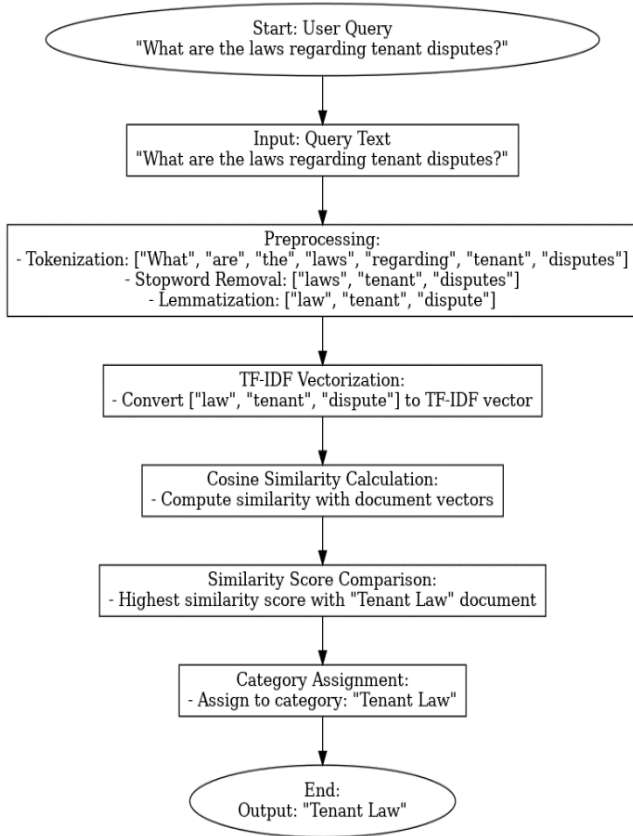 Start: User Query
"What are the laws regarding tenant disputes?"
Input: Query Text
"What are the laws regarding tenant disputes?"
Preprocessing:
- Tokenization: ["What", "are", "the", "laws", "regarding", "tenant", "disputes"]
- Stopword Removal: ["laws", "tenant", "disputes"]
- Lemmatization: ["law", "tenant", "dispute"]
TF-IDF Vectorization:
- Convert ["law", "tenant", "dispute"] to TF-IDF vector
Cosine Similarity Calculation:
- Compute similarity with document vectors
Similarity Score Comparison:
- Highest similarity score with "Tenant Law" document
Category Assignment:
- Assign to category: "Tenant Law"
End:
Output: "Tenant Law"